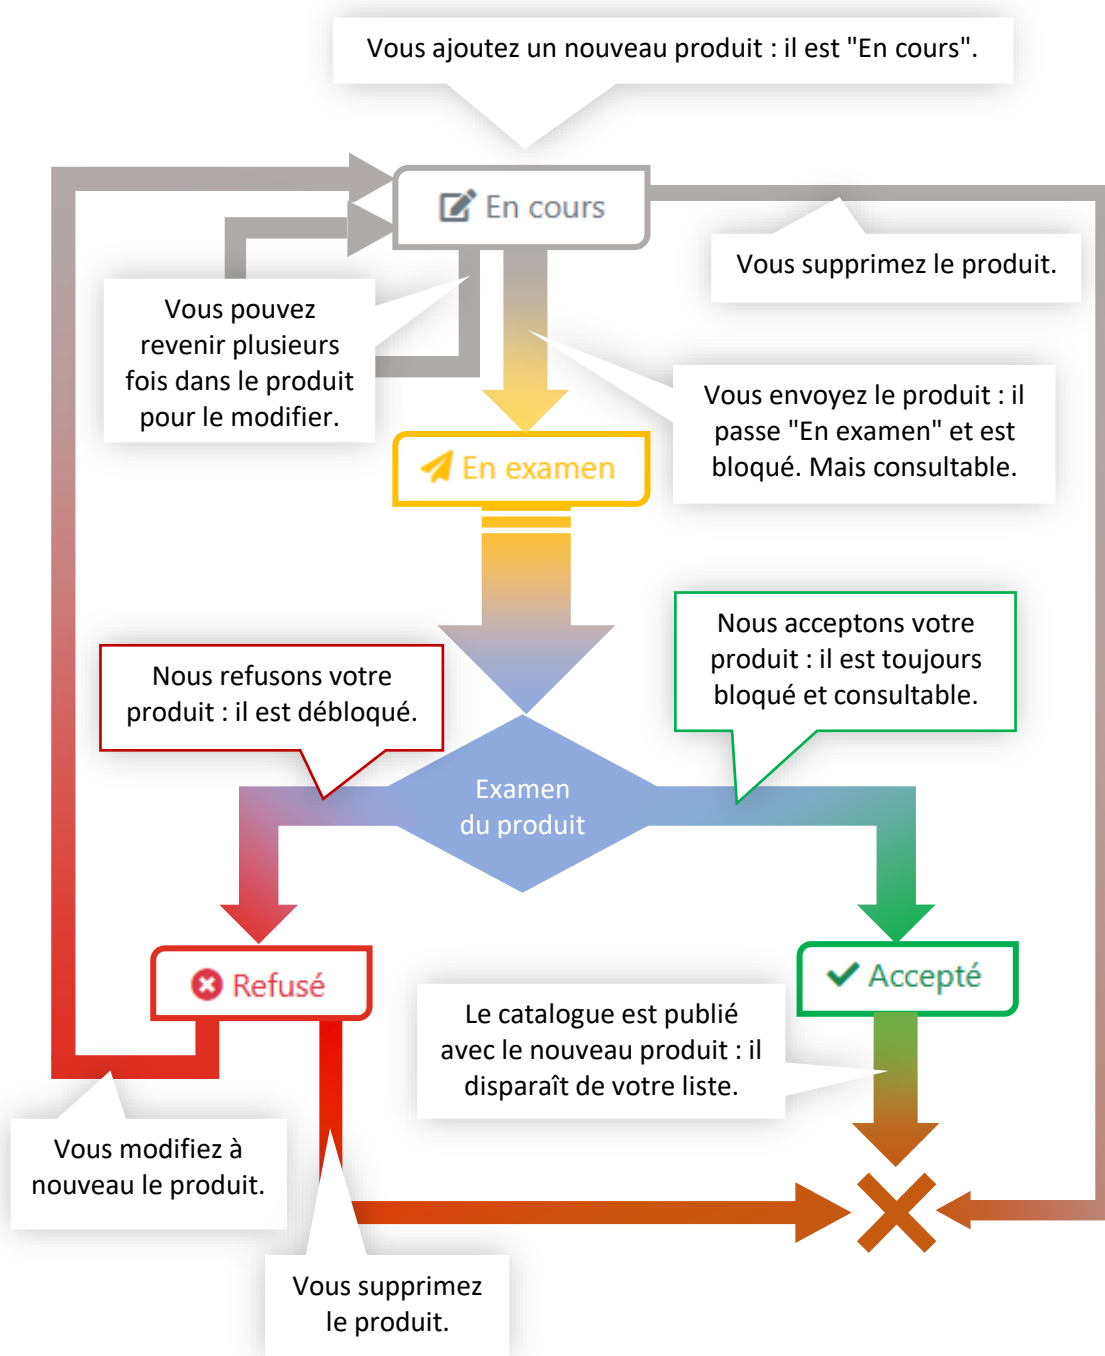 Vous ajoutez un nouveau produit : il est "En cours".
En cours
Vous supprimez le produit.
Vous pouvez
revenir plusieurs
fois dans le produit
pour le modifier.
Vous envoyez le produit : il
passe "En examen" et est
bloqué. Mais consultable.
En examen
Nous acceptons votre
produit : il est toujours
bloqué et consultable.
Nous refusons votre
produit : il est débloqué.
Examen
du produit
Refusé
Accepté
Le catalogue est publié
avec le nouveau produit : il
disparaît de votre liste.
Vous modifiez à
nouveau le produit.
Vous supprimez
le produit.